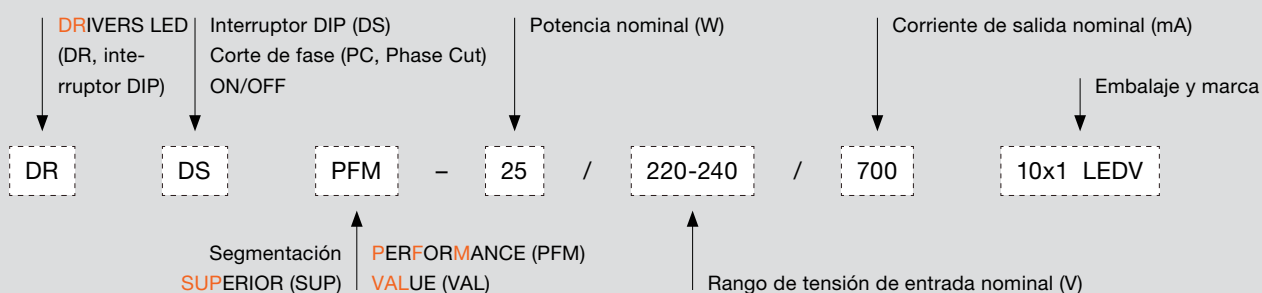 DRIVERS LED
(DR, inte-
rruptor DIP)
Interruptor DIP (DS)
Corte de fase (PC, Phase Cut)
ON/OFF
Potencia nominal (W)
Corriente de salida nominal (mA)
Embalaje y marca
DR DS PFM – 25 / 220-240 / 700 10x1 LEDV
Segmentación
SUPERIOR (SUP)
PERFORMANCE (PFM)
VALUE (VAL)
Rango de tensión de entrada nominal (V)